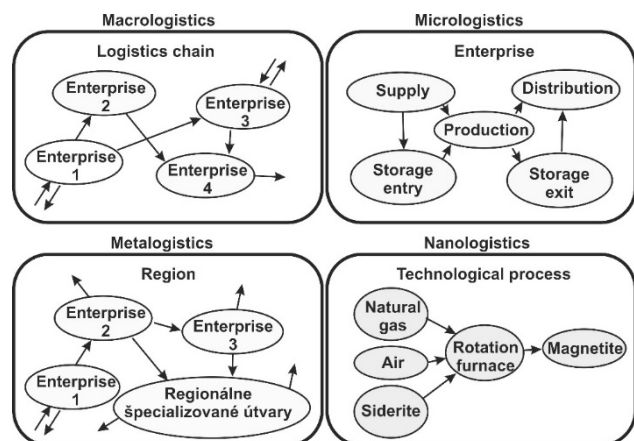 Macrologistics
Logistics chain
Enterprise
2
Enterprise
3
Enterprise
1
Enterprise
4
Micrologistics
Enterprise
Supply
Distribution
Production
Storage
entry
Storage
exit
Metalogistics
Region
Enterprise
2
Enterprise
3
Enterprise
1
Regionálne
špecializované útvary
Nanologistics
Technological process
Natural
gas
Air
Rotation
furnace
Magnetite
Siderite